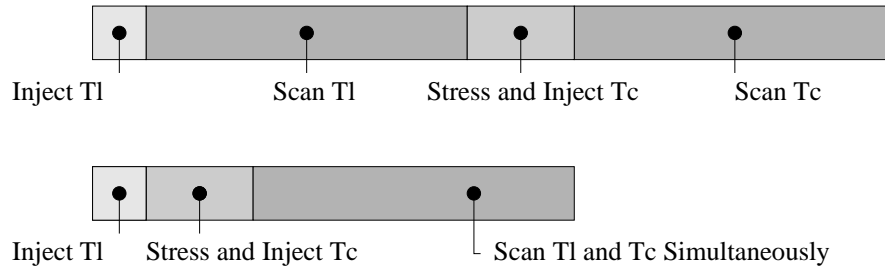 Inject Tl Scan Tl Stress and Inject Tc Scan Tc
Inject Tl Stress and Inject Tc Scan Tl and Tc Simultaneously